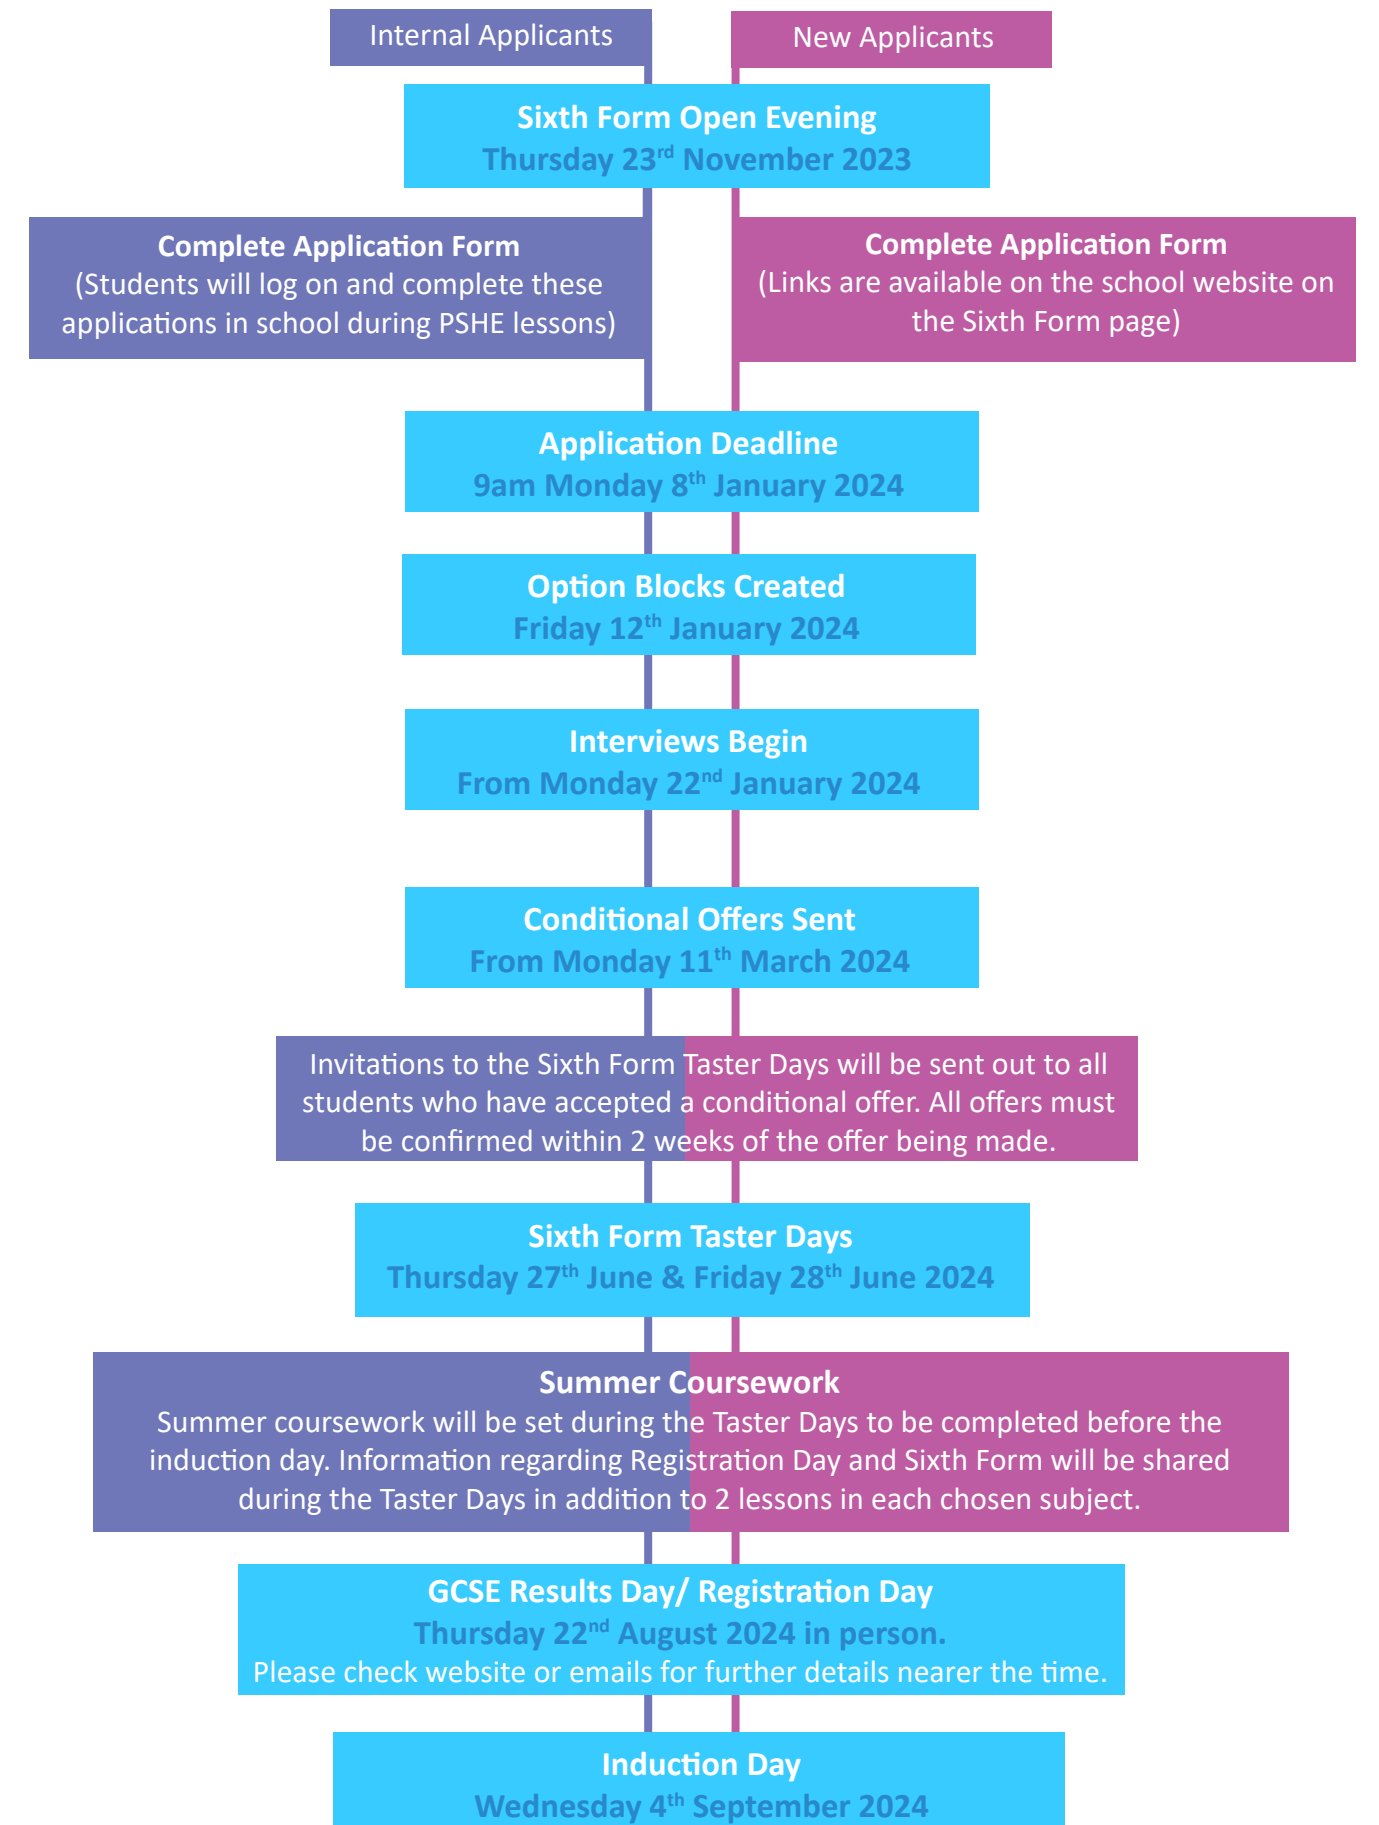 Internal Applicants
New Applicants
Sixth Form Open Evening
Thursday 23rd November 2023
Complete Application Form
(Students will log on and complete these
applications in school during PSHE lessons)
Complete Application Form
(Links are available on the school website on
the Sixth Form page)
Application Deadline
9am Monday 8th January 2024
Option Blocks Created
Friday 12th January 2024
Interviews Begin
From Monday 22nd January 2024
Conditional Offers Sent
From Monday 11th March 2024
Invitations to the Sixth Form Taster Days will be sent out to all
students who have accepted a conditional offer. All offers must
be confirmed within 2 weeks of the offer being made.
Sixth Form Taster Days
Thursday 27th June & Friday 28th June 2024
Summer Coursework
Summer coursework will be set during the Taster Days to be completed before the
induction day. Information regarding Registration Day and Sixth Form will be shared
during the Taster Days in addition to 2 lessons in each chosen subject.
GCSE Results Day/ Registration Day
Thursday 22nd August 2024 in person.
Please check website or emails for further details nearer the time.
Induction Day
Wednesday 4th September 2024